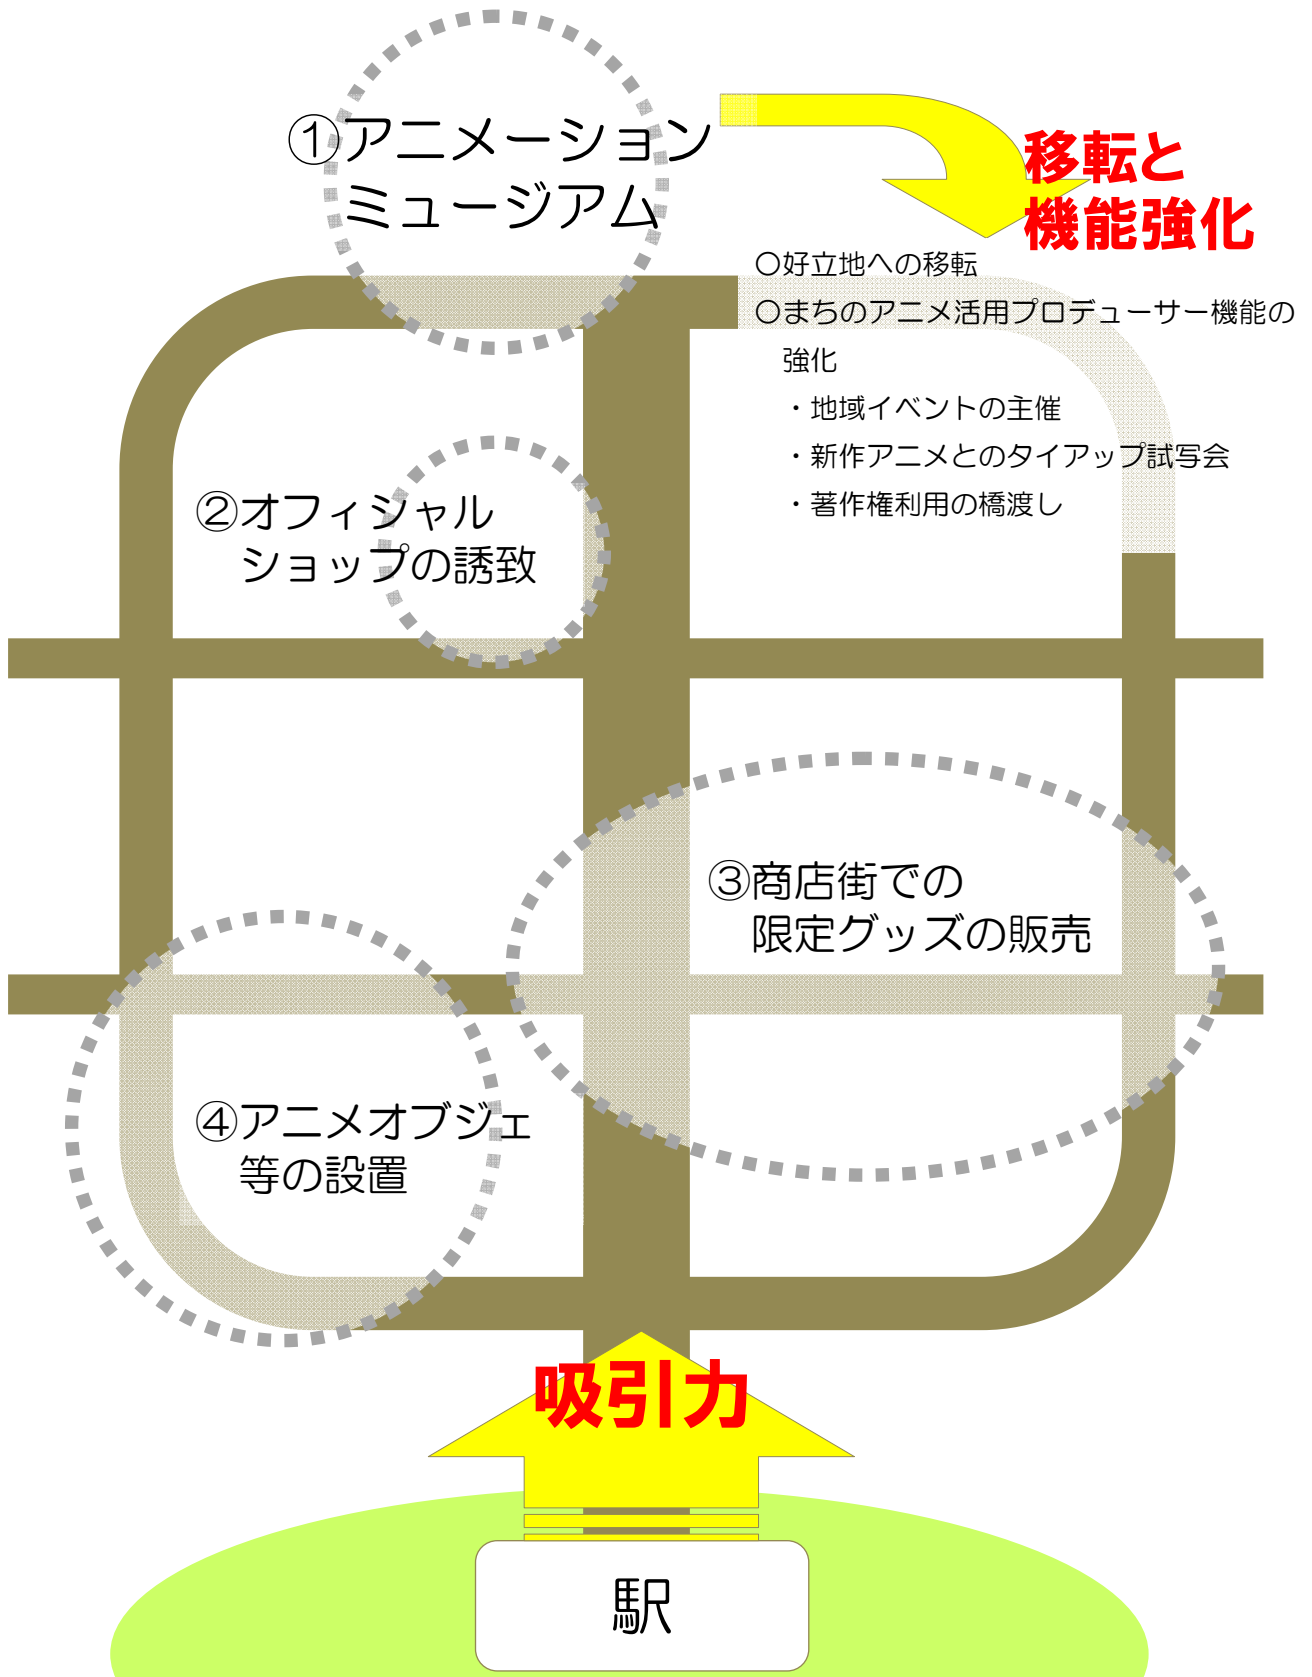 ①アニメーション
ミュージアム
移転と
機能強化
○好立地への移転
○まちのアニメ活用プロデューサー機能の
強化
・地域イベントの主催
・新作アニメとのタイアップ試写会
・著作権利用の橋渡し
②オフィシャル
ショップの誘致
③商店街での
限定グッズの販売
④アニメオブジェ
等の設置
吸引力
駅